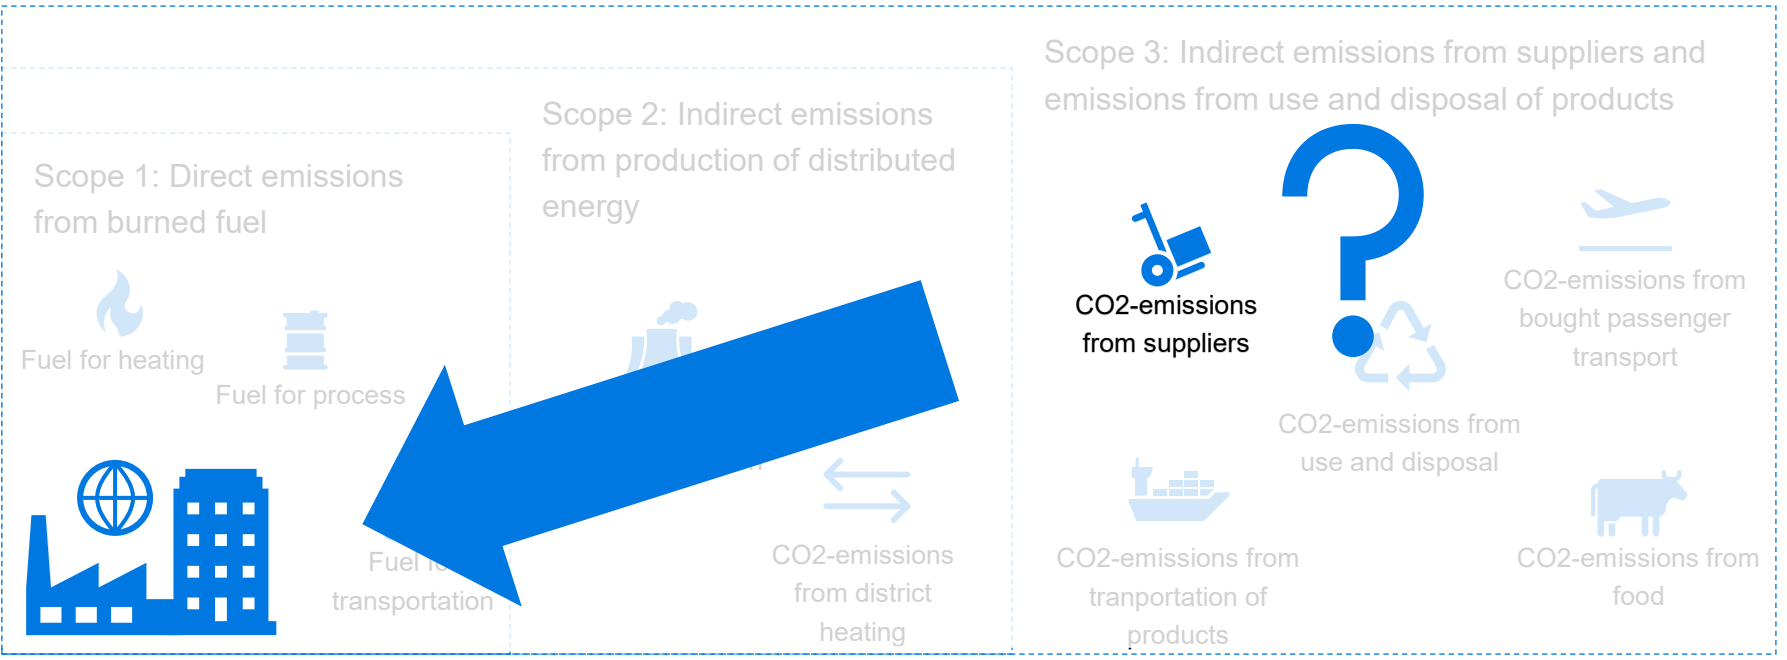 Scope 3: Indirect emissions from suppliers and
emissions from use and disposal of products
Scope 2: Indirect emissions
from production of distributed
energy
Scope 1: Direct emissions
from burned fuel
Fuel for heating
Fuel for process
Fuel
transportation
CO2-emissions
from district
heating
CO2-emissions
from suppliers
CO2-emissions from
bought passenger
transport
CO2-emissions from
use and disposal
CO2-emissions from
tranportation of
products
CO2-emissions from
food